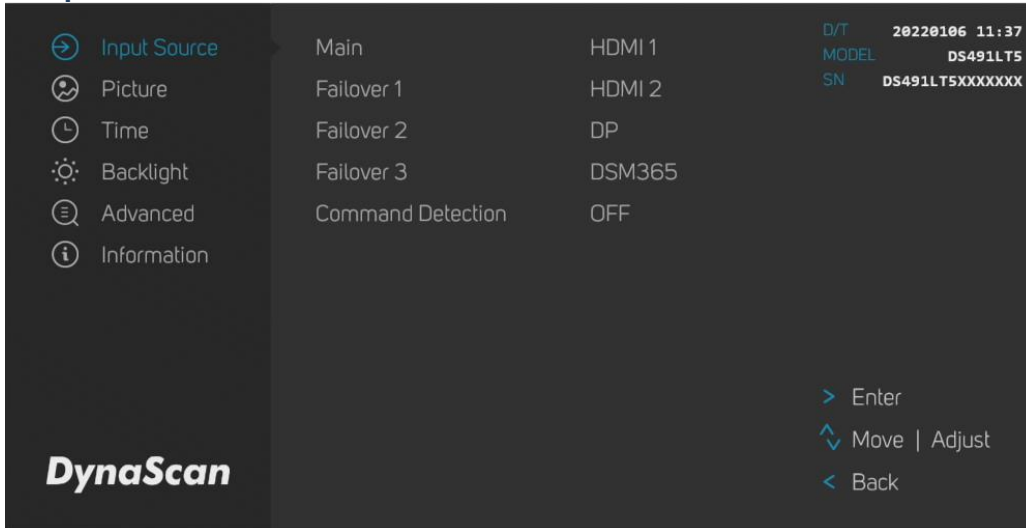 Input Source
Picture
Time
Backlight
Advanced
Information
DynaScan
Main HDMI 1
Failover 1 HDMI 2
Failover 2 DP
Failover 3 DSM365
Command Detection OFF
D/T 20220106 11:37
MODEL DS491LT5
SN DS491LT5XXXXXXX
> Enter
Move | Adjust
< Back